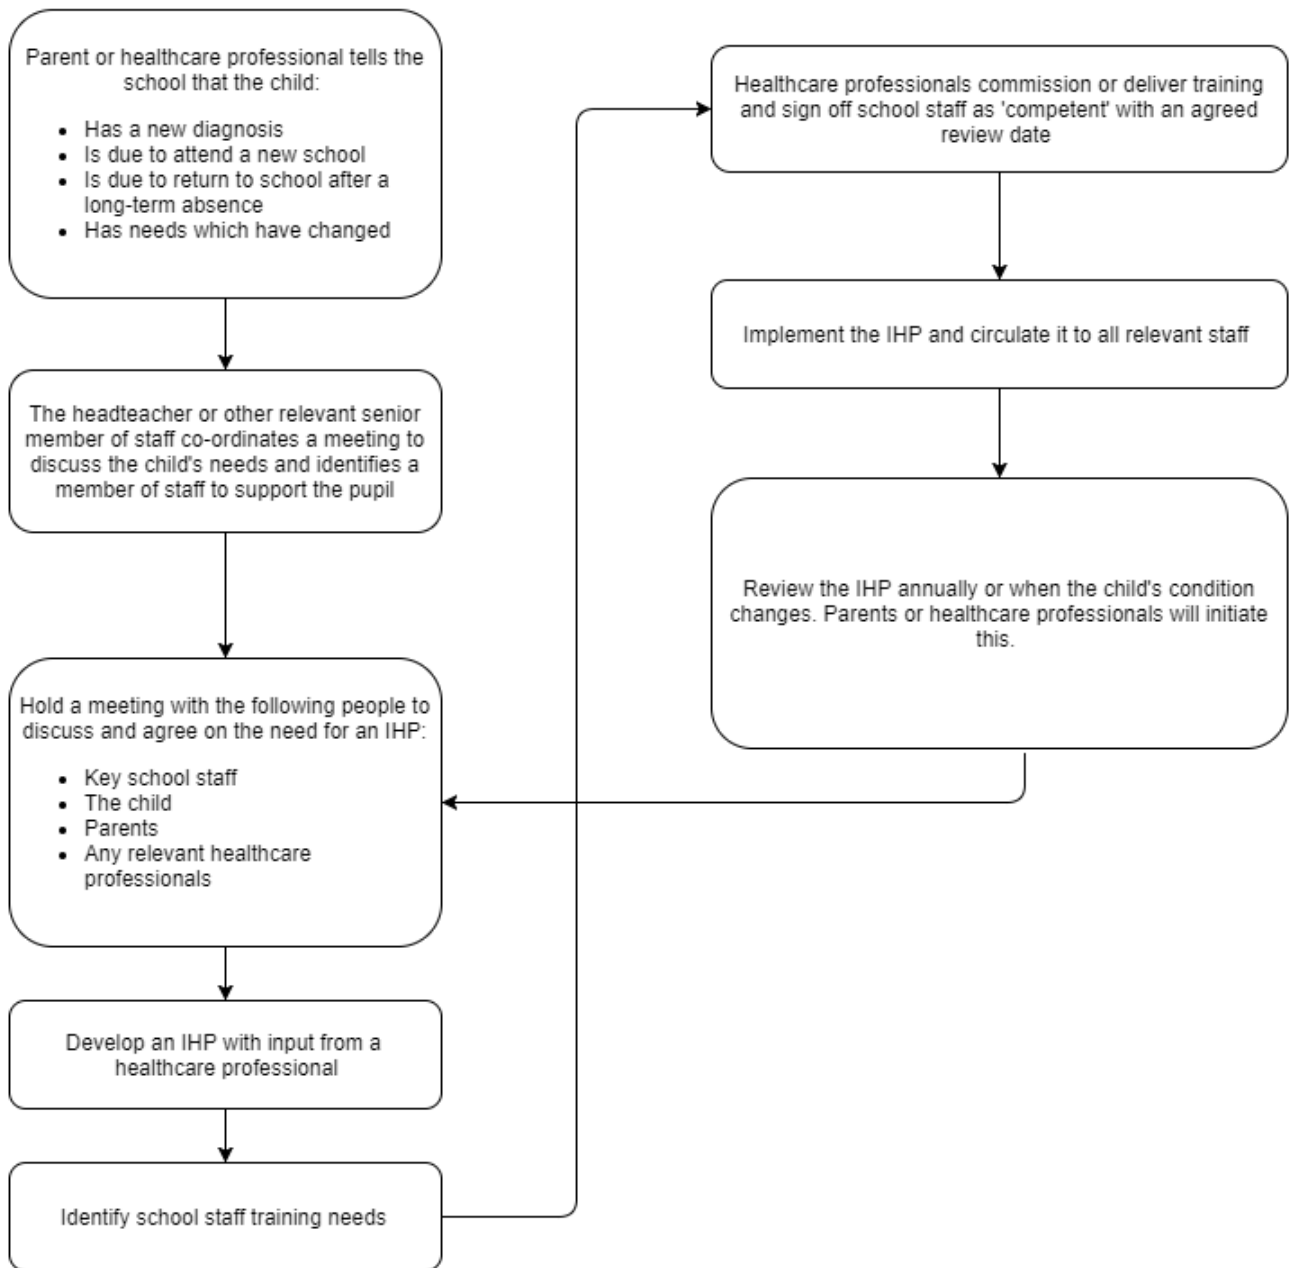 Parent or healthcare professional tells the
school that the child:
• Has a new diagnosis
• Is due to attend a new school
• Is due to return to school after a
long-term absence
• Has needs which have changed
The headteacher or other relevant senior
member of staff co-ordinates a meeting to
discuss the child's needs and identifies a
member of staff to support the pupil
Hold a meeting with the following people to
discuss and agree on the need for an IHP:
• Key school staff
• The child
• Parents
• Any relevant healthcare
professionals
Develop an IHP with input from a
healthcare professional
Identify school staff training needs
Healthcare professionals commission or deliver training
and sign off school staff as 'competent' with an agreed
review date
Implement the IHP and circulate it to all relevant staff
Review the IHP annually or when the child's condition
changes. Parents or healthcare professionals will initiate
this.